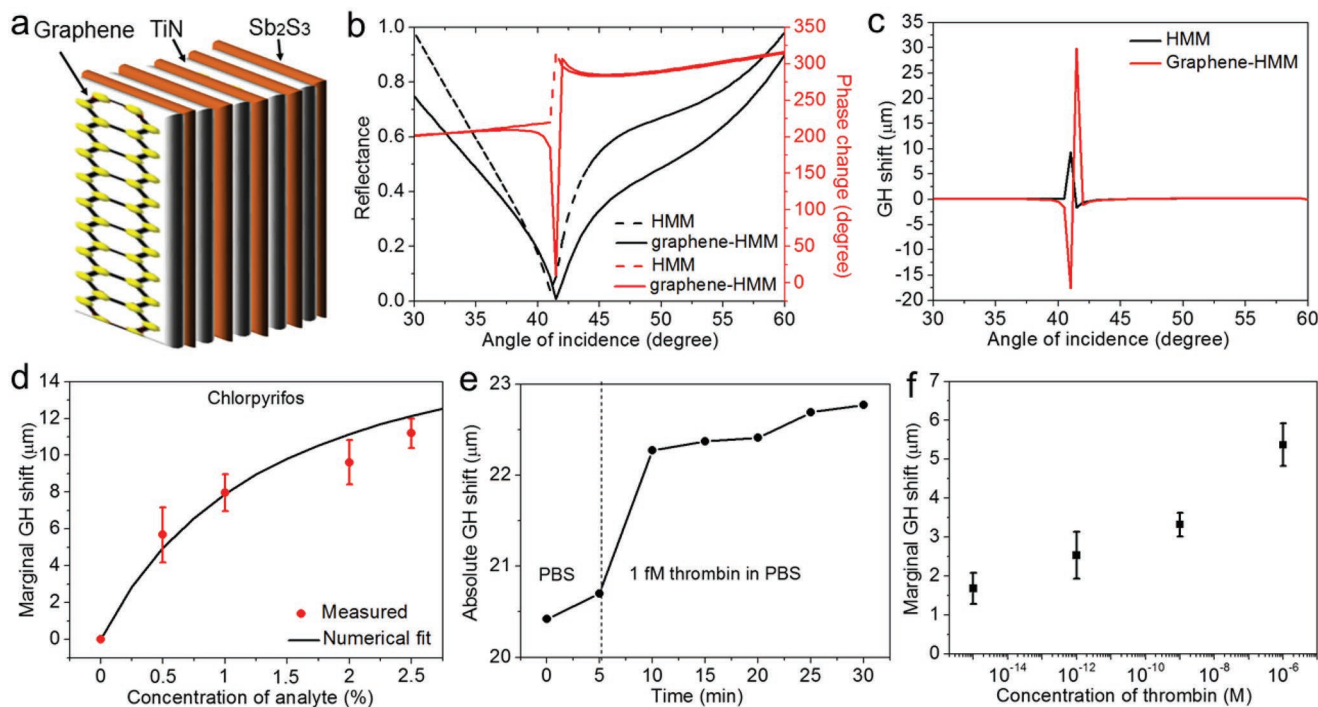 a
Graphene TiN Sb₂S₃
b
1.0
0.8
0.6
0.4
0.2
0.0
Reflectance
30 35 40 45 50 55 60
Angle of incidence (degree)
350
300
250
200
150
100
50
0
Phase change (degree)
HMM
graphene-HMM
HMM
graphene-HMM
c
35
30
25
20
15
10
5
0
-5
-10
-15
-20
GH shift (μm)
30 35 40 45 50 55 60
Angle of incidence (degree)
HMM
Graphene-HMM
d
14
12
10
8
6
4
2
0
Marginal GH shift (μm)
Chlorpyrifos
Measured
Numerical fit
0 0.5 1.0 2.0 2.5
Concentration of analyte (%)
e
23
22
21
20
Absolute GH shift (μm)
PBS
1 fM thrombin in PBS
0 5 10 15 20 25 30
Time (min)
f
7
6
5
4
3
2
1
0
Marginal GH shift (μm)
10⁻¹⁴ 10⁻¹² 10⁻¹⁰ 10⁻⁸ 10⁻⁶
Concentration of thrombin (M)